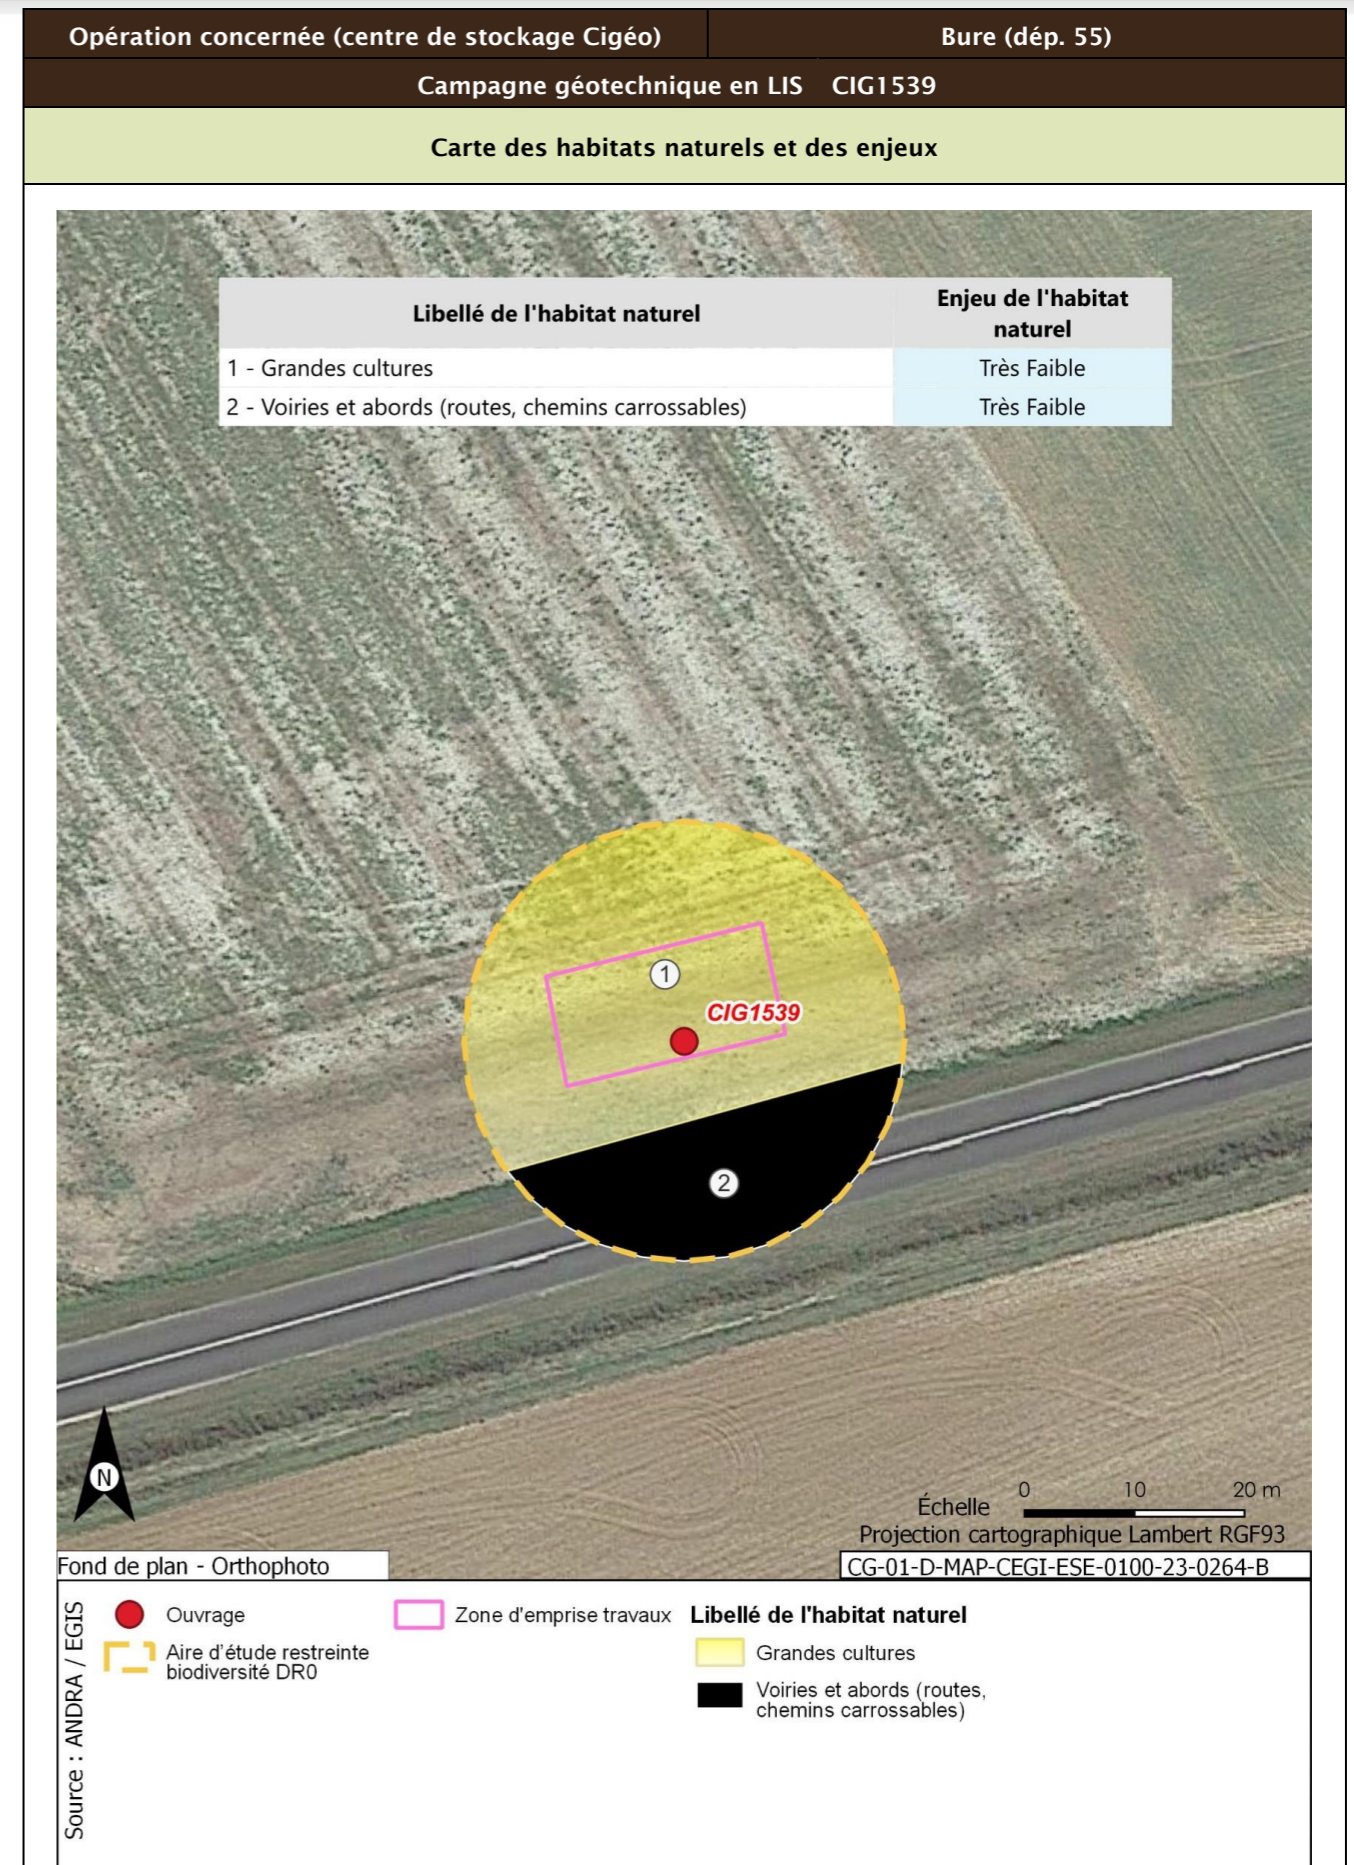 Opération concernée (centre de stockage Cigéo) Bure (dép. 55)
Campagne géotechnique en LIS CIG1539
Carte des habitats naturels et des enjeux
Libellé de l'habitat naturel Enjeu de l'habitat naturel
1 - Grandes cultures Très Faible
2 - Voiries et abords (routes, chemins carrossables) Très Faible
1
CIG1539
2
N
Échelle 0 10 20 m
Projection cartographique Lambert RGF93
Fond de plan - Orthophoto CG-01-D-MAP-CEGI-ESE-0100-23-0264-B
Source : ANDRA / EGIS
Ouvrage
Aire d'étude restreinte
biodiversité DR0
Zone d'emprise travaux
Libellé de l'habitat naturel
Grandes cultures
Voiries et abords (routes,
chemins carrossables)